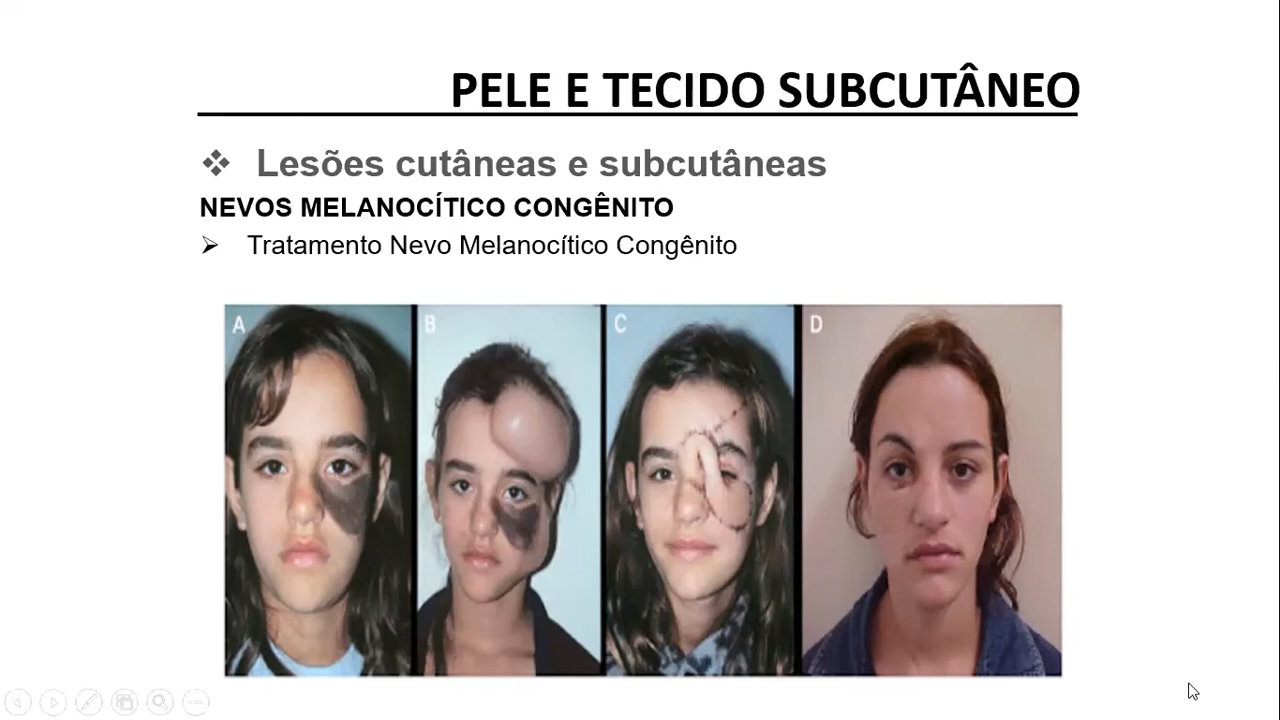 PELE E TECIDO SUBCUTÂNEO
Lesões cutâneas e subcutâneas
NEVOS MELANOCÍTICO CONGÊNITO
Tratamento Nevo Melanocítico Congênito
A B C D